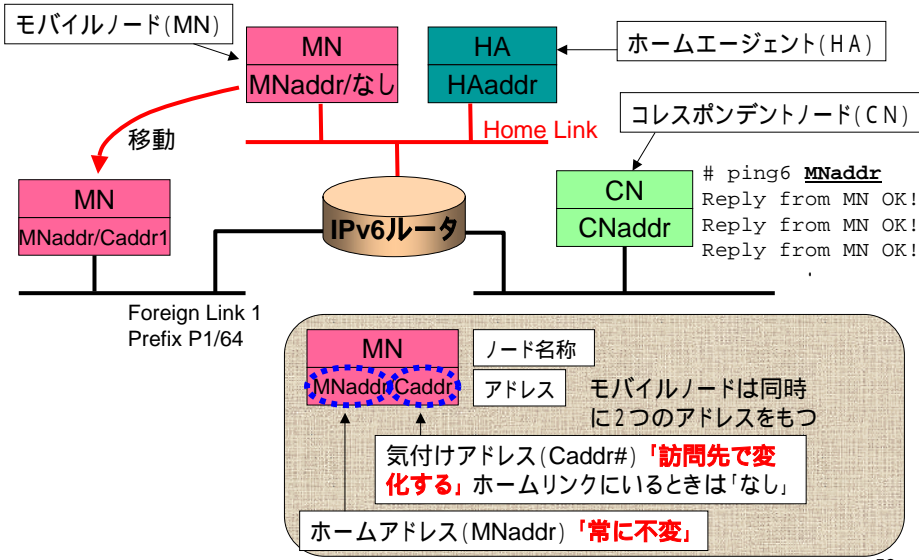 モバイルノード(MN)
MN
MNaddr/なし
HA
HAaddr
ホームエージェント(HA)
Home Link
移動
コレスポンデントノード(CN)
MN
MNaddr/Caddr1
IPv6ルータ
CN
CNaddr
# ping6 MNaddr
Reply from MN OK!
Reply from MN OK!
Reply from MN OK!
.
Foreign Link 1
Prefix P1/64
MN
MNaddr/Caddr
ノード名称
アドレス
モバイルノードは同時
に2つのアドレスをもつ
気付けアドレス(Caddr#)「訪問先で変
化する」ホームリンクにいるときは「なし」
ホームアドレス(MNaddr)「常に不変」